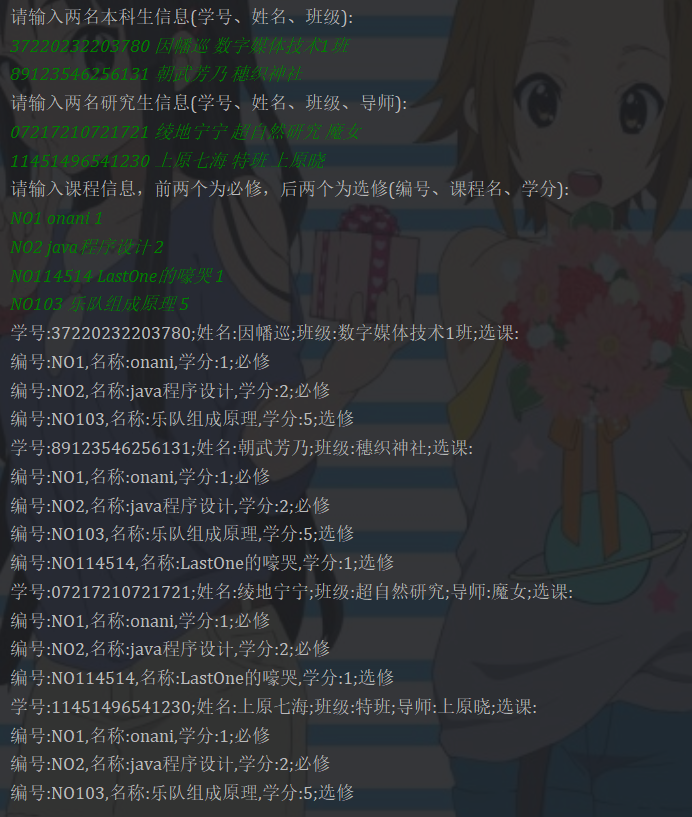 请输入两名本科生信息(学号、姓名、班级):
37220232203780 因幡巡 数字媒体技术1班
89123546256131 朝武芳乃 穗织神社
请输入两名研究生信息(学号、姓名、班级、导师):
07217210721721 绫地宁宁 超自然研究 魔女
11451496541230 上原七海 特班 上原晓
请输入课程信息，前两个为必修，后两个为选修(编号、课程名、学分):
NO1 onani 1
NO2 java程序设计 2
NO114514 LastOne的嚎哭 1
NO103 乐队组成原理 5
学号:37220232203780;姓名:因幡巡;班级:数字媒体技术1班;选课:
编号:NO1,名称:onani,学分:1;必修
编号:NO2,名称:java程序设计,学分:2;必修
编号:NO103,名称:乐队组成原理,学分:5;选修
学号:89123546256131;姓名:朝武芳乃;班级:穗织神社;选课:
编号:NO1,名称:onani,学分:1;必修
编号:NO2,名称:java程序设计,学分:2;必修
编号:NO103,名称:乐队组成原理,学分:5;选修
编号:NO114514,名称:LastOne的嚎哭,学分:1;选修
学号:07217210721721;姓名:绫地宁宁;班级:超自然研究;导师:魔女;选课:
编号:NO1,名称:onani,学分:1;必修
编号:NO2,名称:java程序设计,学分:2;必修
编号:NO114514,名称:LastOne的嚎哭,学分:1;选修
学号:11451496541230;姓名:上原七海;班级:特班;导师:上原晓;选课:
编号:NO1,名称:onani,学分:1;必修
编号:NO2,名称:java程序设计,学分:2;必修
编号:NO103,名称:乐队组成原理,学分:5;选修